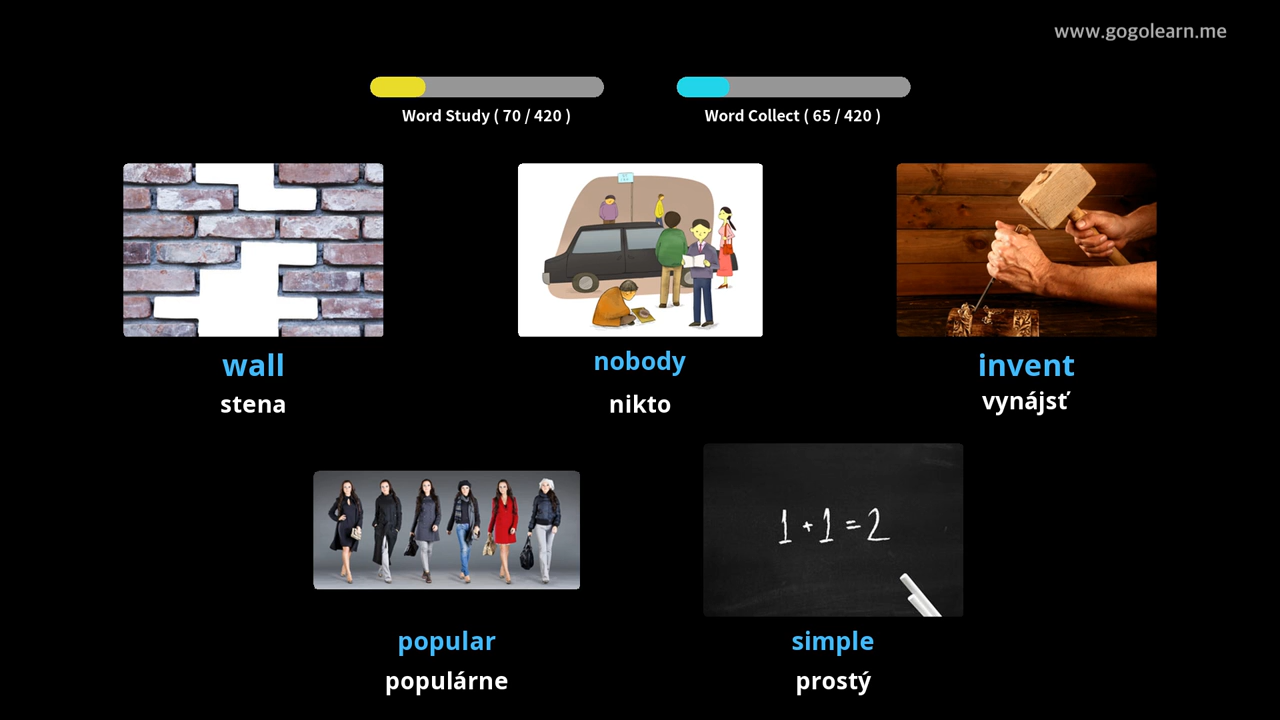 www.gogolearn.me
Word Study ( 70 / 420 )
Word Collect ( 65 / 420 )
wall
stena
nobody
nikto
invent
vynájsť
1 + 1 = 2
popular
populárne
simple
prostý